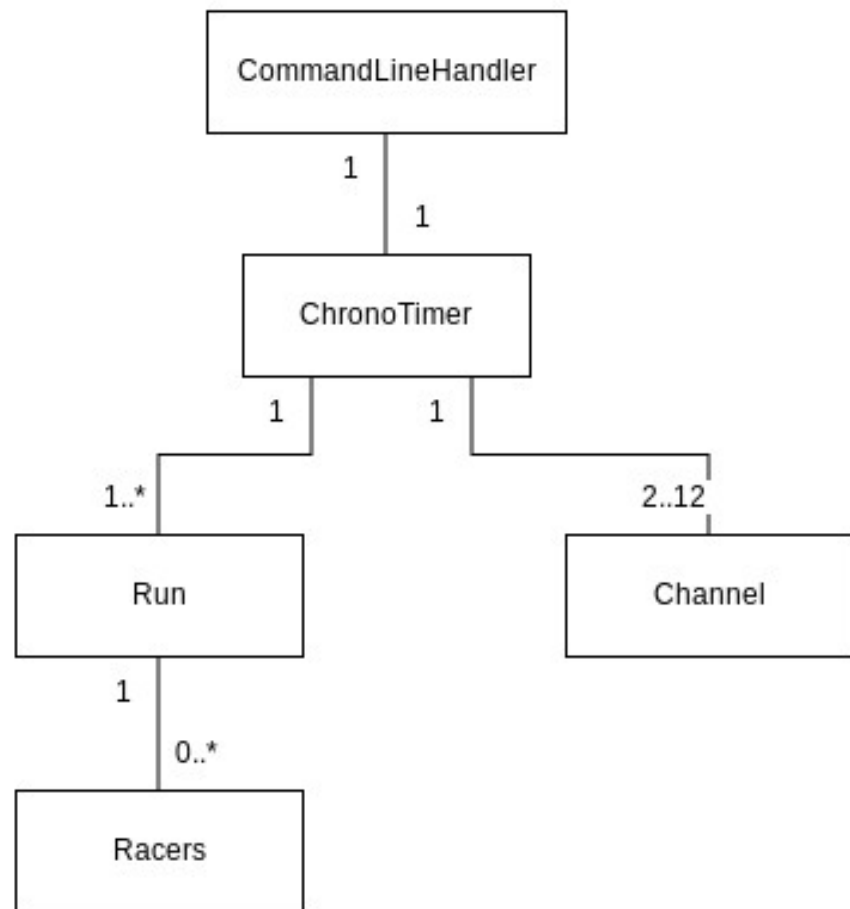 CommandLineHandler
1
1
ChronoTimer
1 1
1..* 2..12
Run Channel
1
0..*
Racers